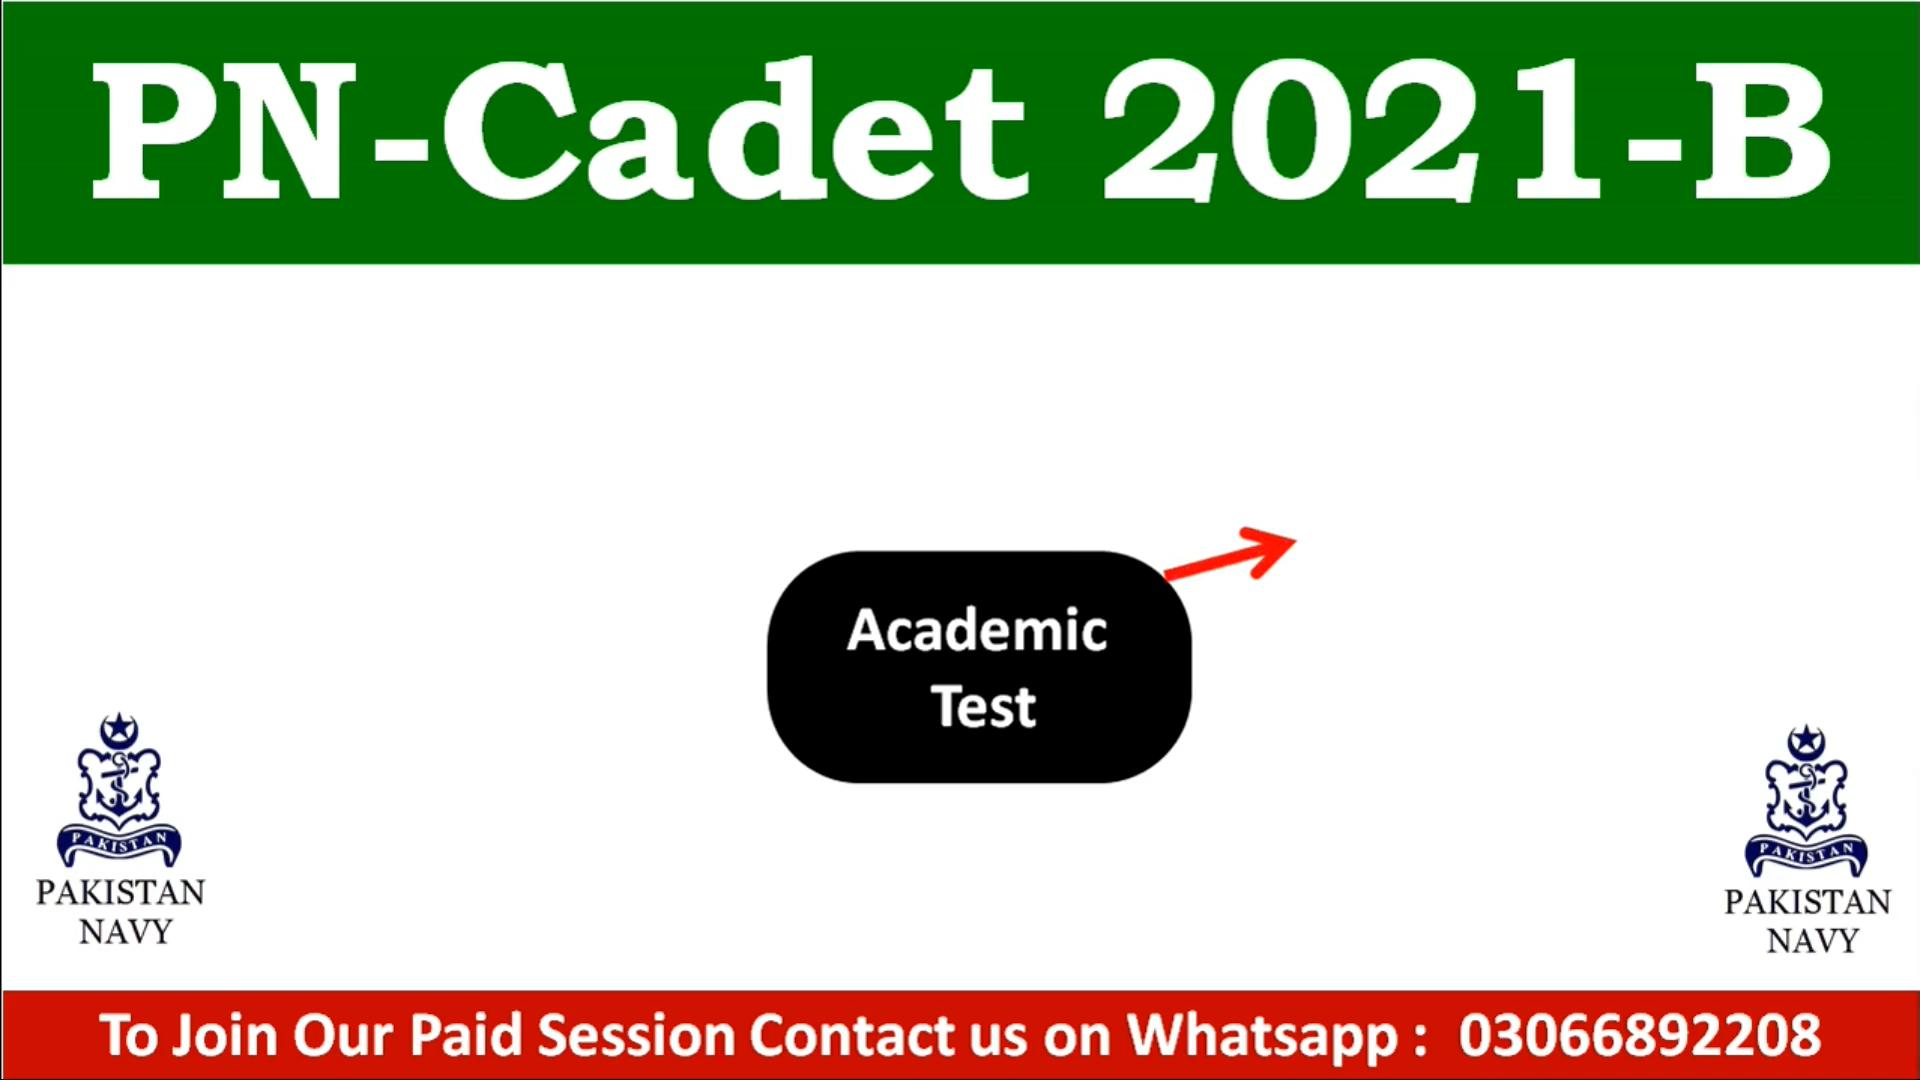 PN-Cadet 2021-B
Academic
Test
PAKISTAN
PAKISTAN
NAVY
PAKISTAN
PAKISTAN
NAVY
To Join Our Paid Session Contact us on Whatsapp : 03066892208